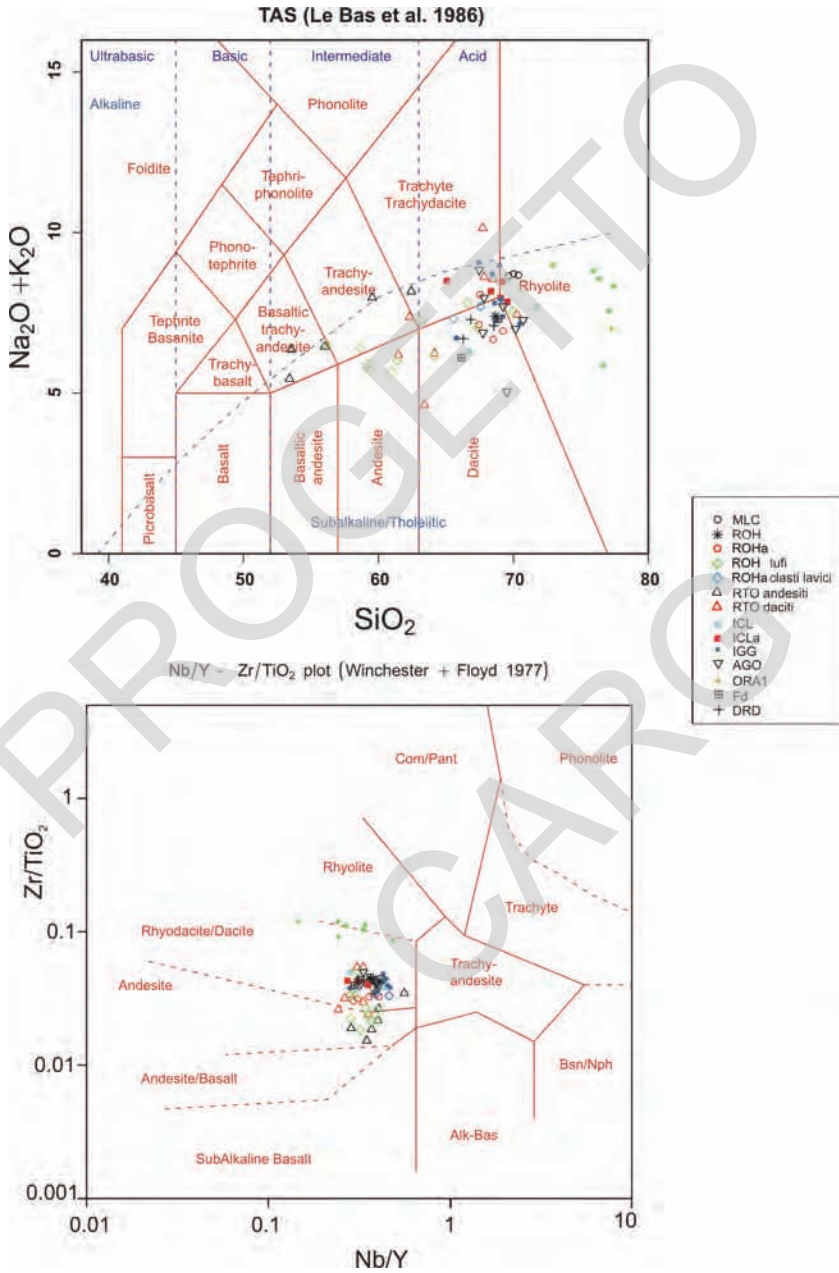 TAS (Le Bas et al. 1986)
Ultrabasic
Basic
Intermediate
Acid
Alkaline
Phonolite
Foidite
Tephri-
phonolite
Trachyte
Trachydacite
Phono-
tephrite
Trachy-
andesite
Rhyolite
Tephrite
Basanite
Basaltic
trachy-
andesite
Trachy-
basalt
Picrobasalt
Basalt
Basaltic
andesite
Andesite
Dacite
Subalkaline/Tholeiitic
Na2O +K2O
0
5
10
15
40
50
60
70
80
SiO2
MLC
ROH
ROHa
ROH tufi
ROHa clasti lavici
RTO andesiti
RTO daciti
ICL
ICLa
IGG
AGO
ORA1
Fd
DRD
Nb/Y - Zr/TiO2 plot (Winchester + Floyd 1977)
Com/Pant
Phonolite
Rhyolite
Trachyte
Rhyodacite/Dacite
Trachy-
andesite
Andesite
Andesite/Basalt
Bsn/Nph
Alk-Bas
SubAlkaline Basalt
Zr/TiO2
1
0.1
0.01
0.001
0.01
0.1
1
10
Nb/Y
PROGETTO
CARG